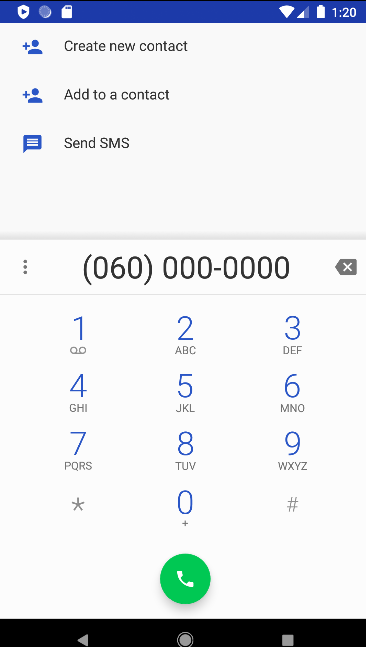 1:20
Create new contact
Add to a contact
Send SMS
(060) 000-0000
1 2 3
ABC DEF
4 5 6
GHI JKL MNO
7 8 9
PQRS TUV WXYZ
* 0 #
+